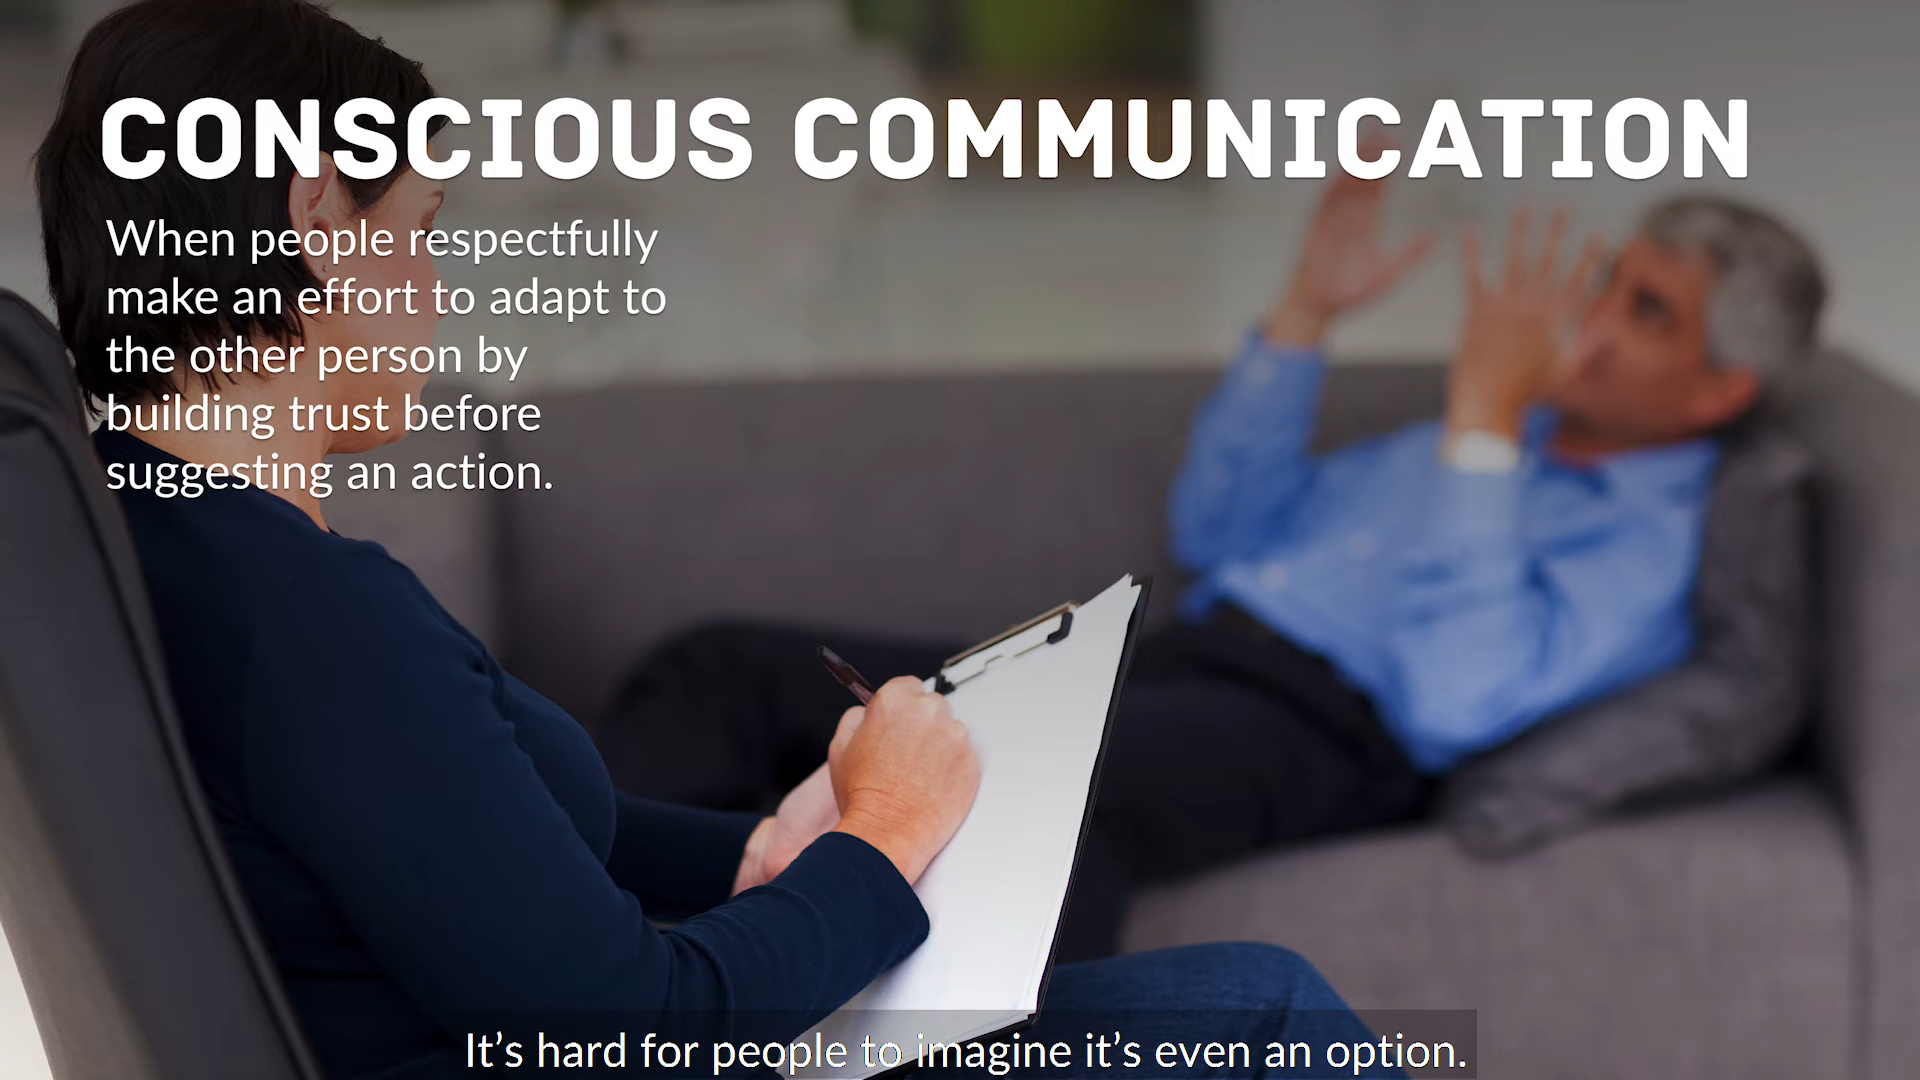 CONSCIOUS COMMUNICATION
When people respectfully
make an effort to adapt to
the other person by
building trust before
suggesting an action.
It’s hard for people to imagine it’s even an option.